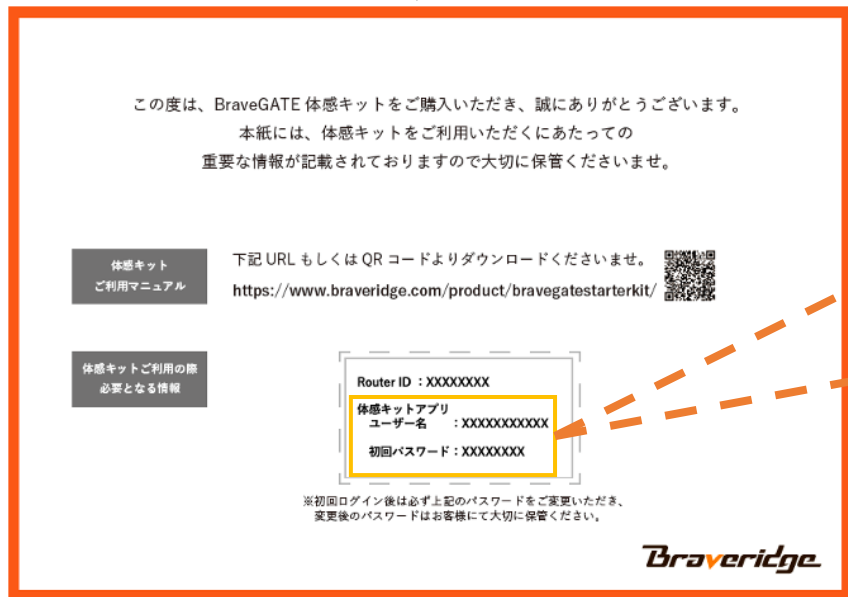 この度は、BraveGATE 体感キットをご購入いただき、誠にありがとうございます。
本紙には、体感キットをご利用いただくにあたっての
重要な情報が記載されておりますので大切に保管くださいませ。
体感キット
ご利用マニュアル
下記 URL もしくは QR コードよりダウンロードくださいませ。
https://www.braveridge.com/product/bravegatestarterkit/
体感キットご利用の際
必要となる情報
Router ID ：XXXXXXXX
体感キットアプリ
ユーザー名 ：XXXXXXXXXXX
初回パスワード：XXXXXXXX
※初回ログイン後は必ず上記のパスワードをご変更いただき、
変更後のパスワードはお客様にて大切に保管ください。
Braveridge